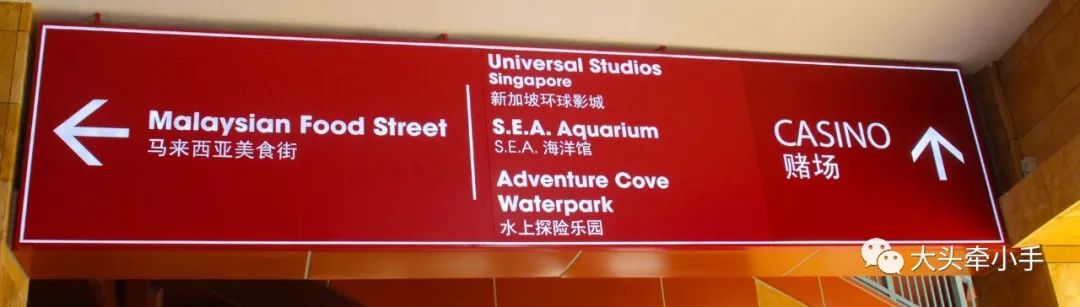 Malaysian Food Street
马来西亚美食街
Universal Studios
Singapore
新加坡环球影城
S.E.A. Aquarium
S.E.A. 海洋馆
Adventure Cove
Waterpark
水上探险乐园
CASINO
赌场
大头牵小手